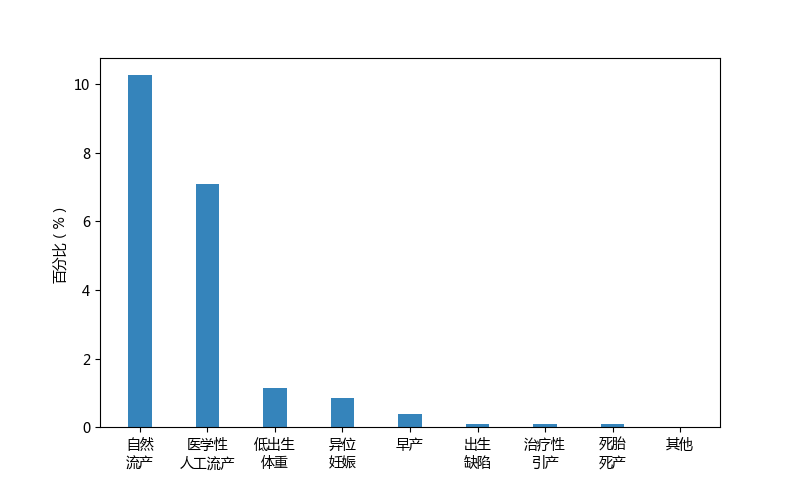 10
8
6
4
2
0
百分比（%）
自然
流产
医学性
人工流产
低出生
体重
异位
妊娠
早产
出生
缺陷
治疗性
引产
死胎
死产
其他